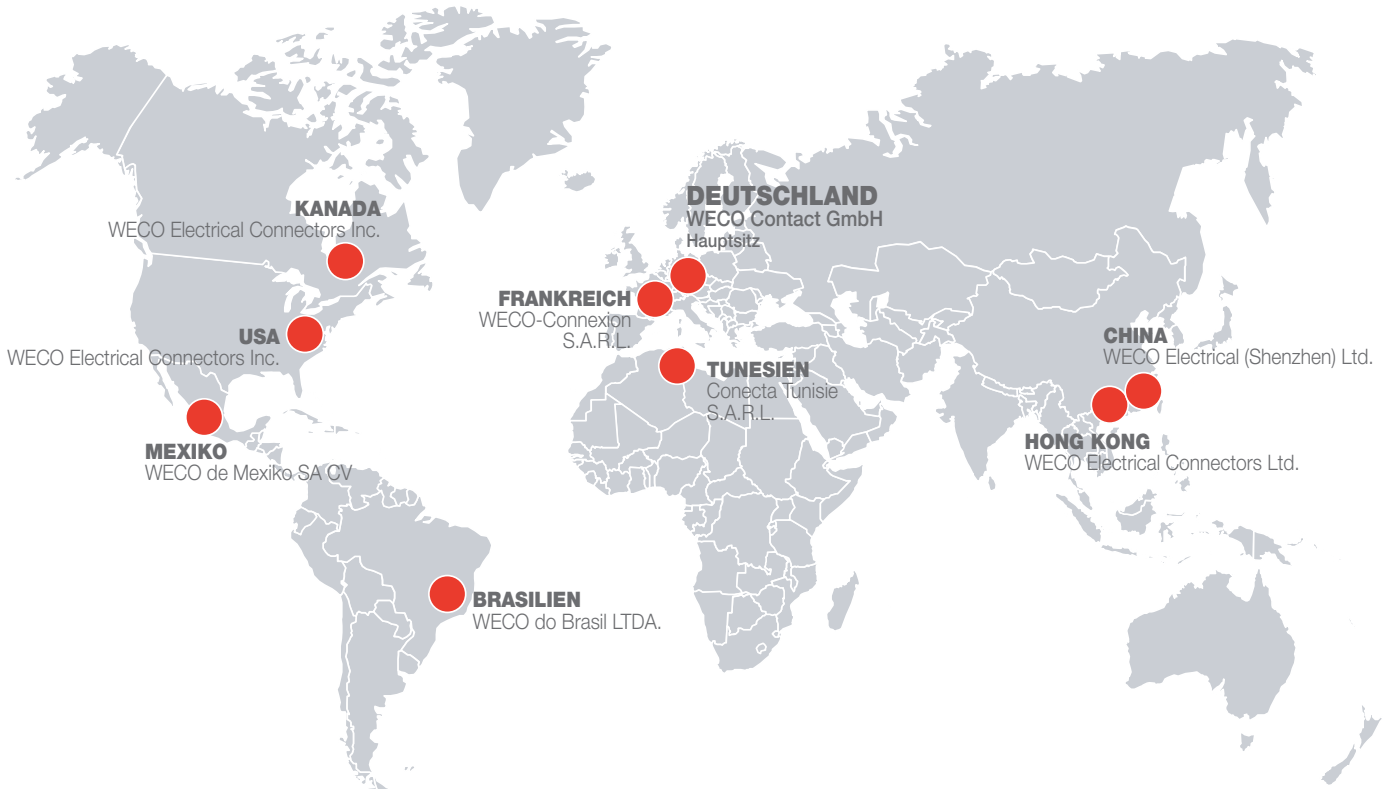 KANADA
WECO Electrical Connectors Inc.
DEUTSCHLAND
WECO Contact GmbH
Hauptsitz
FRANKREICH
WECO-Connexion
S.A.R.L.
USA
WECO Electrical Connectors Inc.
CHINA
WECO Electrical (Shenzhen) Ltd.
TUNESIEN
Conecta Tunisie
S.A.R.L.
HONG KONG
WECO Electrical Connectors Ltd.
MEXIKO
WECO de Mexiko SA CV
BRASILIEN
WECO do Brasil LTDA.